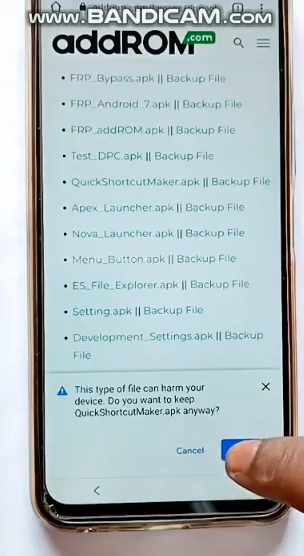 www.BANDICAM.com
addROM.com
• FRP_Bypass.apk || Backup File
• FRP_Android_7.apk || Backup File
• FRP_addROM.apk || Backup File
• Test_DPC.apk || Backup File
• QuickShortcutMaker.apk || Backup File
• Apex_Launcher.apk || Backup File
• Nova_Launcher.apk || Backup File
• Menu_Button.apk || Backup File
• ES_File_Explorer.apk || Backup File
• Setting.apk || Backup File
• Development_Settings.apk || Backup
File
This type of file can harm your
device. Do you want to keep
QuickShortcutMaker.apk anyway?
Cancel